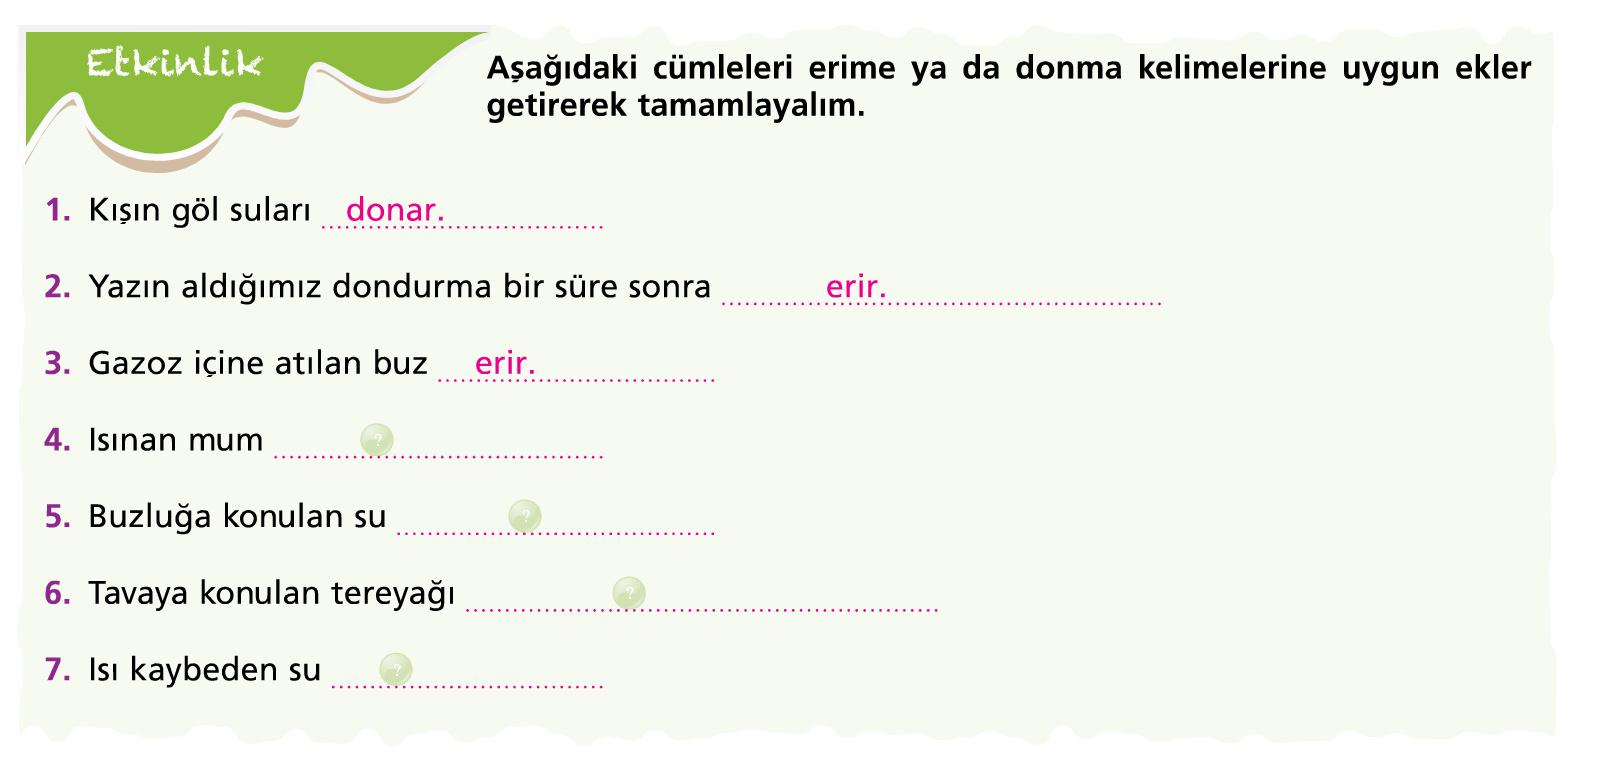 Etkinlik
Aşağıdaki cümleleri erime ya da donma kelimelerine uygun ekler
getirerek tamamlayalım.
1. Kışın göl suları donar.
2. Yazın aldığımız dondurma bir süre sonra erir.
3. Gazoz içine atılan buz erir.
4. Isınan mum ?
5. Buzluğa konulan su ?
6. Tavaya konulan tereyağı ?
7. Isı kaybeden su ?